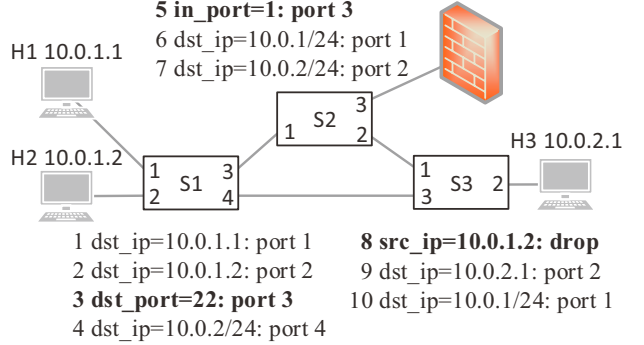 5 in_port=1: port 3
6 dst_ip=10.0.1/24: port 1
7 dst_ip=10.0.2/24: port 2
H1 10.0.1.1
3
1 S2
2
H3 10.0.2.1
H2 10.0.1.2
1 S1 3
2 4
1 S3 2
3
1 dst_ip=10.0.1.1: port 1
2 dst_ip=10.0.1.2: port 2
3 dst_port=22: port 3
4 dst_ip=10.0.2/24: port 4
8 src_ip=10.0.1.2: drop
9 dst_ip=10.0.2.1: port 2
10 dst_ip=10.0.1/24: port 1